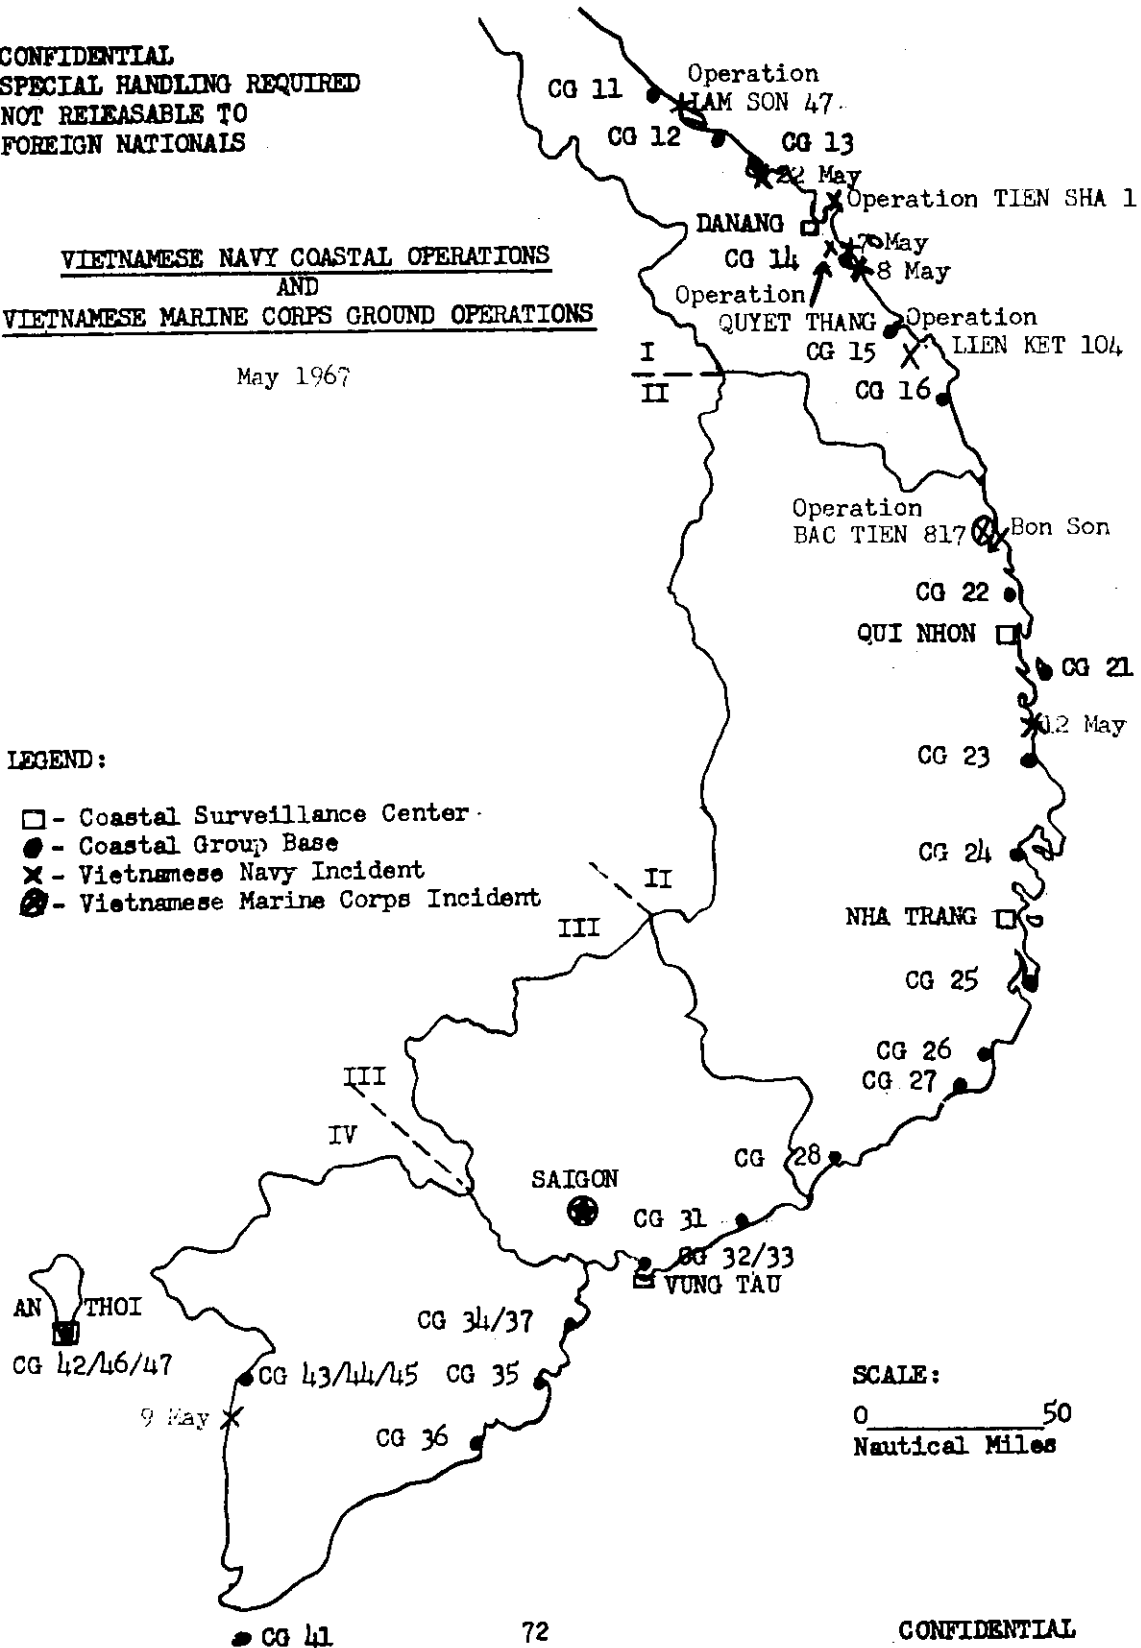 CONFIDENTIAL
SPECIAL HANDLING REQUIRED
NOT RELEASABLE TO
FOREIGN NATIONALS
VIETNAMESE NAVY COASTAL OPERATIONS
AND
VIETNAMESE MARINE CORPS GROUND OPERATIONS
May 1967
CG 11
Operation
LAM SON 47
CG 12
CG 13
22 May
Operation TIEN SHA 1
DANANG
7 May
CG 14
8 May
Operation
QUYET THANG
Operation
LIEN KET 104
CG 15
I
II
CG 16
Operation
BAC TIEN 817
Bon Son
CG 22
QUI NHON
CG 21
12 May
CG 23
LEGEND:
- Coastal Surveillance Center
- Coastal Group Base
- Vietnamese Navy Incident
- Vietnamese Marine Corps Incident
CG 24
II
III
NHA TRANG
CG 25
CG 26
CG 27
III
IV
CG 28
SAIGON
CG 31
CG 32/33
VUNG TAU
AN THOI
CG 42/46/47
CG 34/37
CG 43/44/45
CG 35
9 May
CG 36
SCALE:
0 50
Nautical Miles
CG 41
72
CONFIDENTIAL